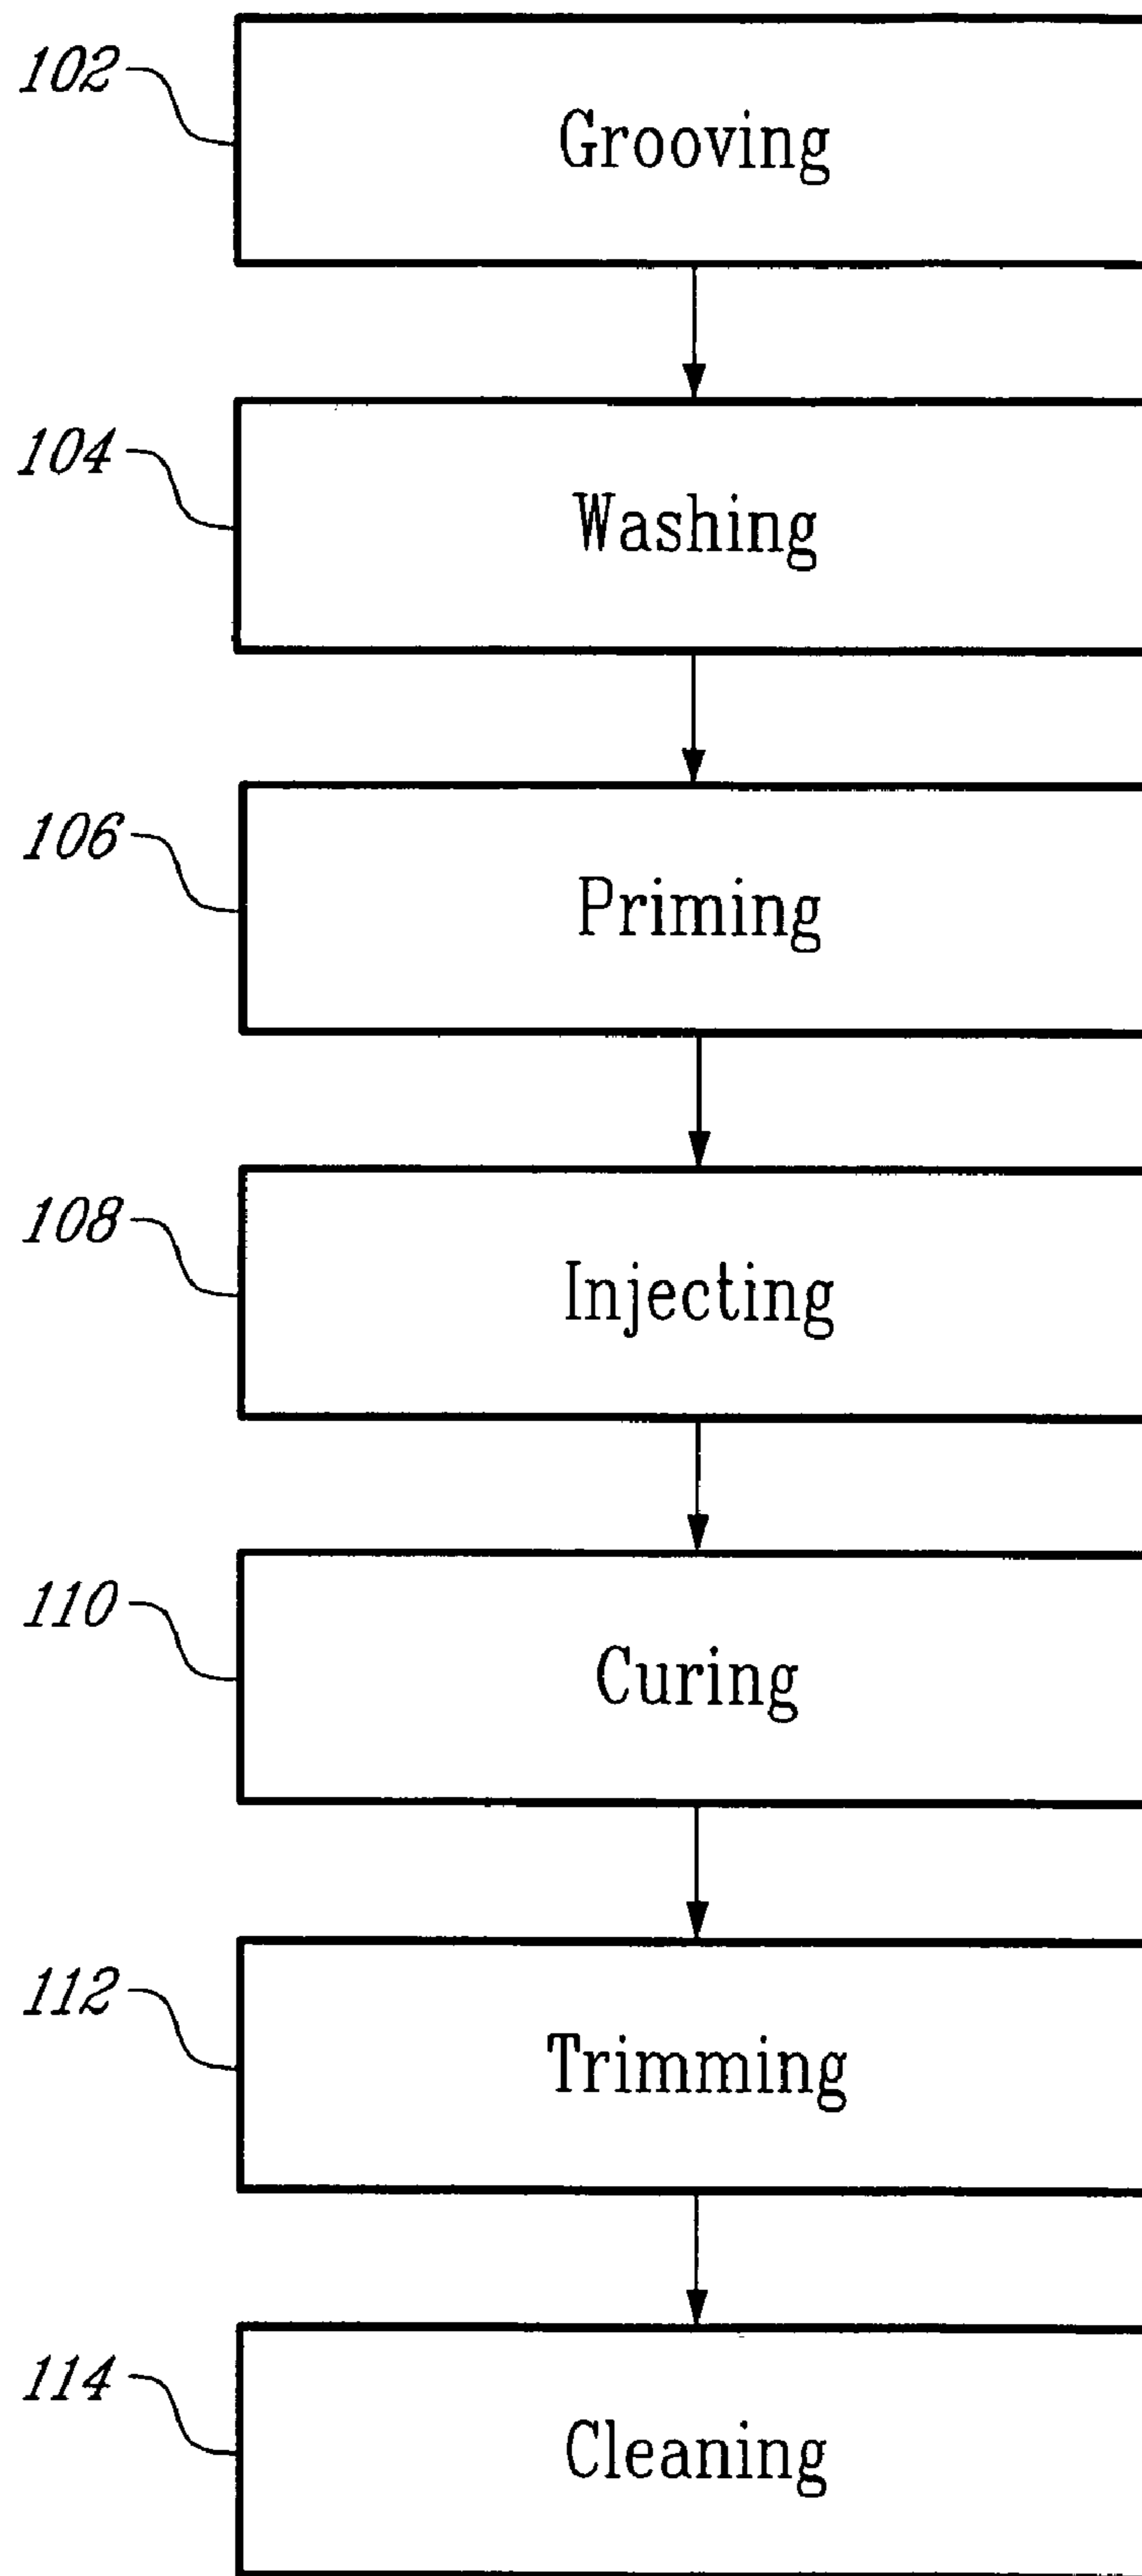 102
Grooving
104
Washing
106
Priming
108
Injecting
110
Curing
112
Trimming
114
Cleaning